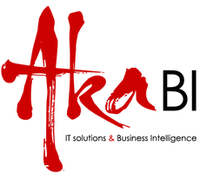 Aka BI
IT solutions & Business Intelligence